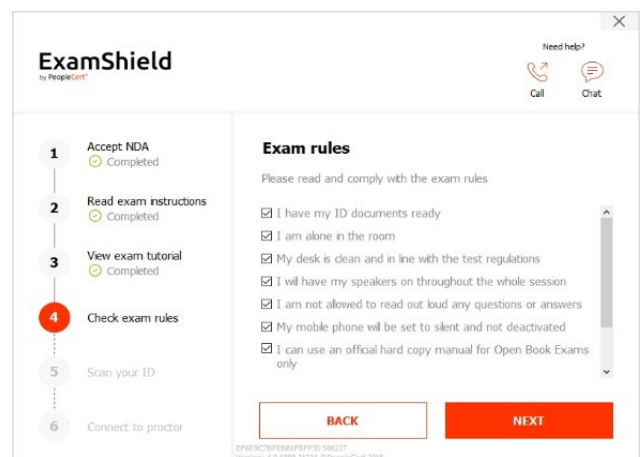 Need help?
ExamShield
by PeopleCert
Call
Chat
1
Accept NDA
Completed
2
Read exam instructions
Completed
3
View exam tutorial
Completed
4
Check exam rules
5
Scan your ID
6
Connect to proctor
Exam rules
Please read and comply with the exam rules
I have my ID documents ready
I am alone in the room
My desk is clean and in line with the test regulations
I will have my speakers on throughout the whole session
I am not allowed to read out loud any questions or answers
My mobile phone will be set to silent and not deactivated
I can use an official hard copy manual for Open Book Exams
only
BACK
NEXT